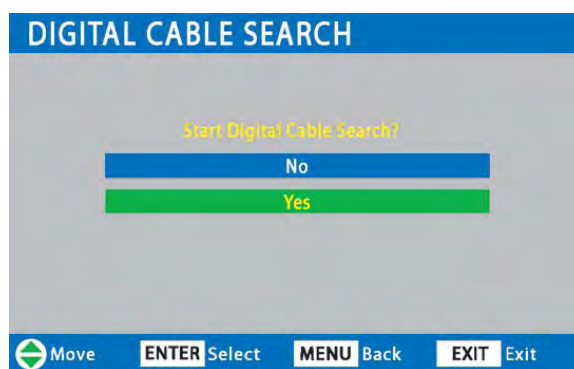 DIGITAL CABLE SEARCH
Start Digital Cable Search?
No
Yes
Move ENTER Select MENU Back EXIT Exit